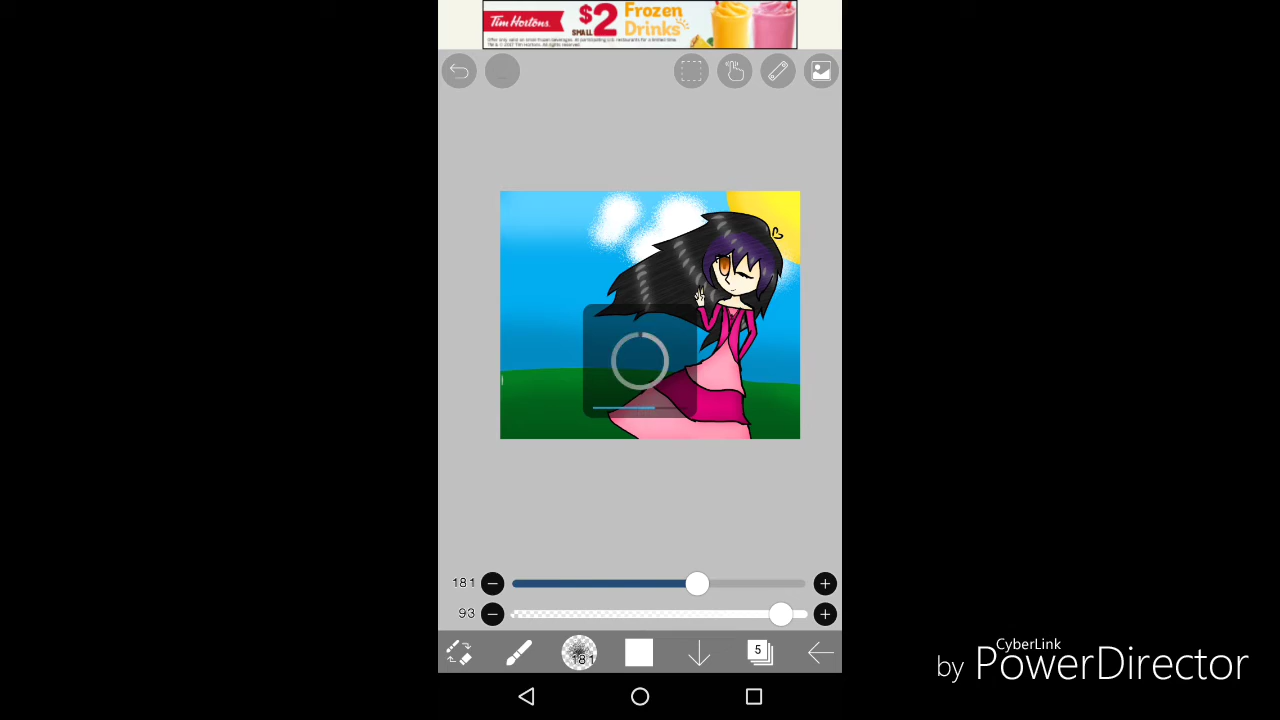 Tim Hortons.
$2
SMALL
Frozen
Drinks
181
93
181
5
CyberLink
by PowerDirector